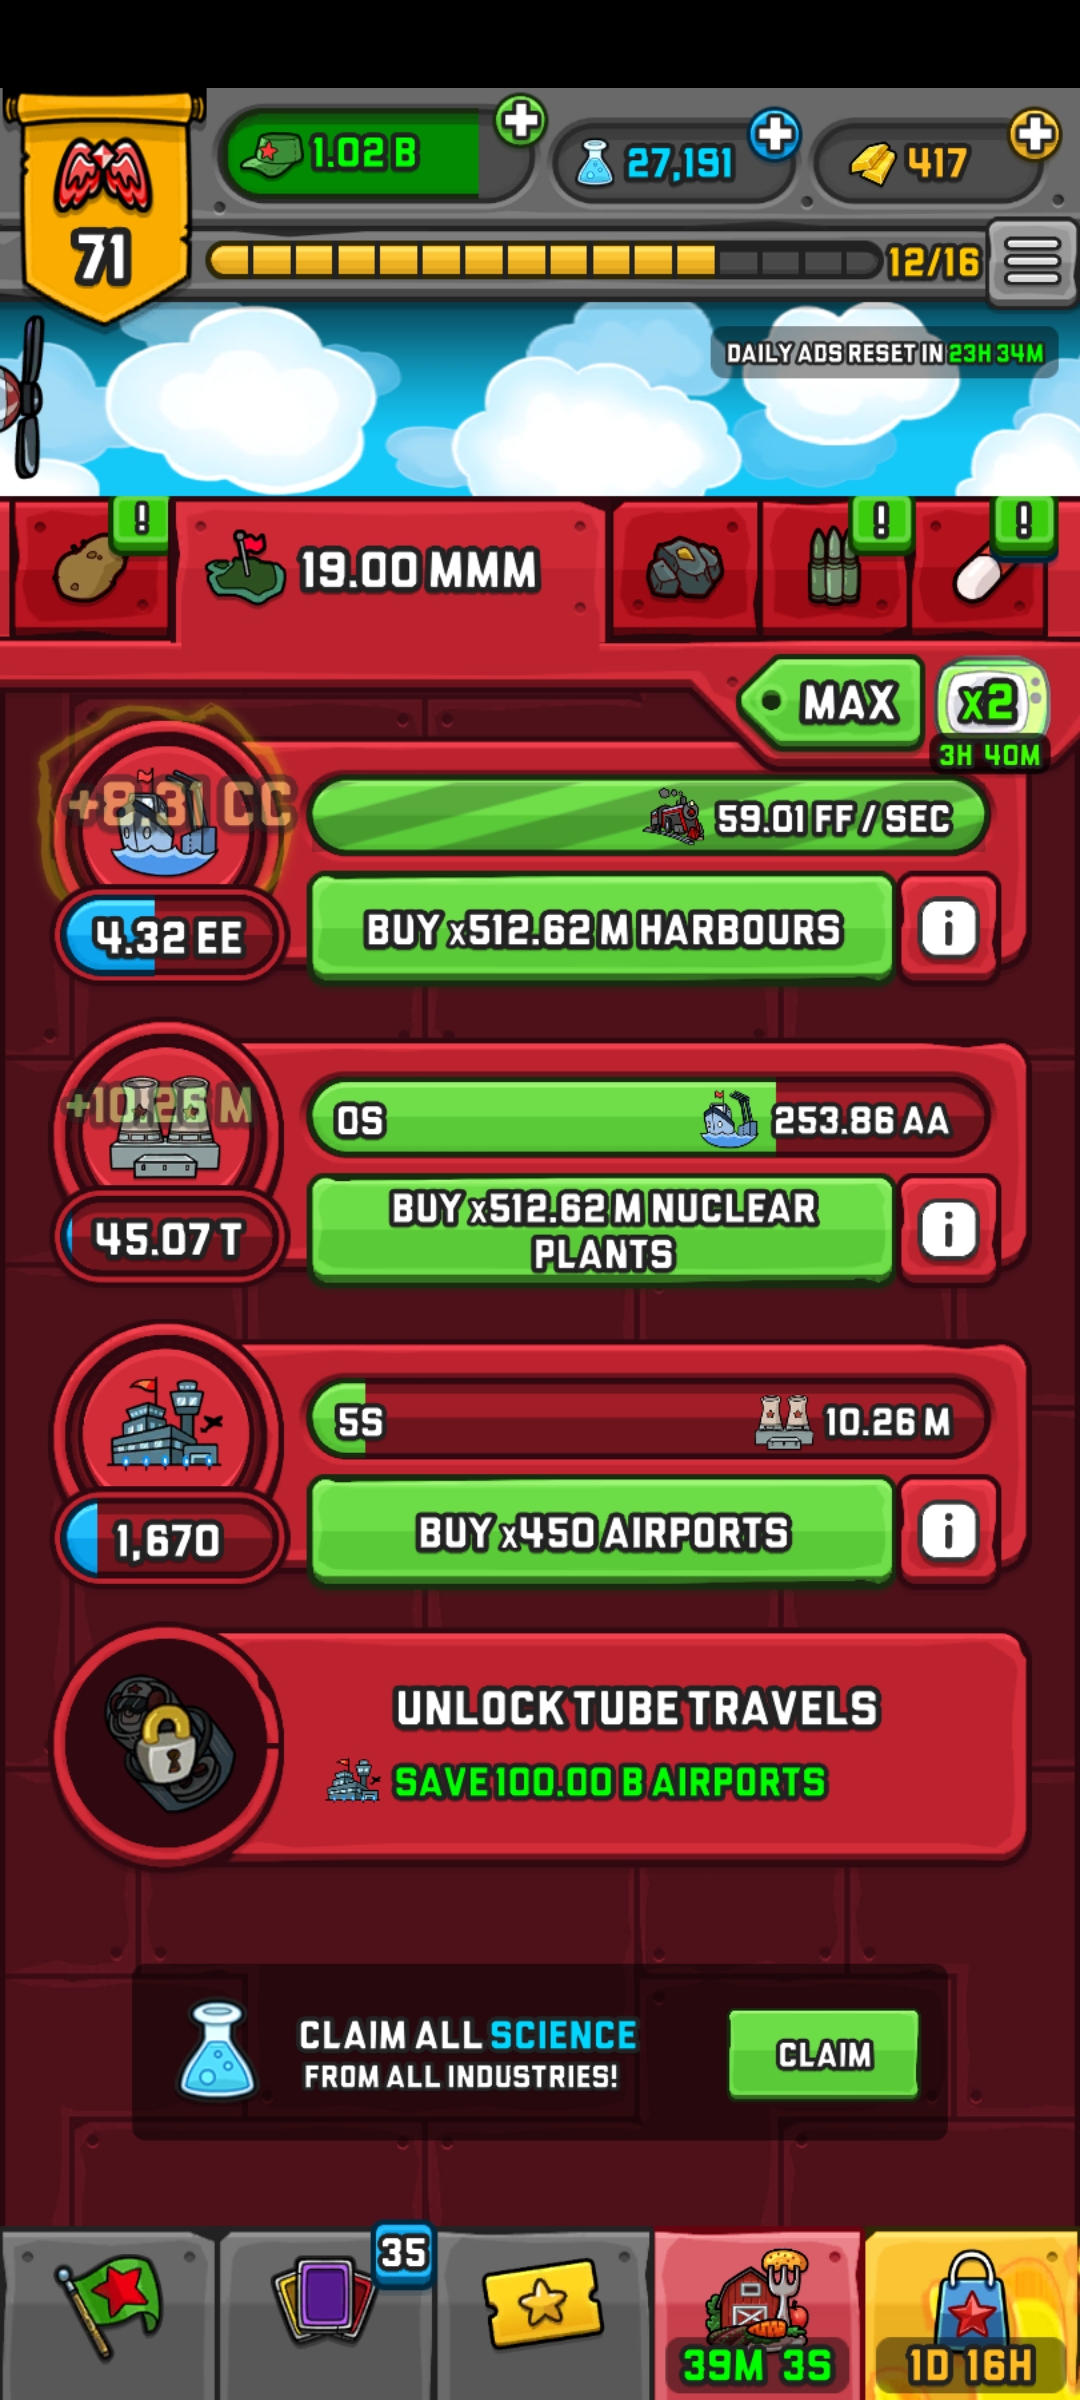 71
1.02 B
27,191
417
12/16
DAILY ADS RESET IN 23H 34M
!
19.00 MMM
!
!
MAX
x2
3H 40M
+8.31 CC
59.01 FF / SEC
4.32 EE
BUY x512.62 M HARBOURS
i
+10.26 M
0S
253.86 AA
45.07 T
BUY x512.62 M NUCLEAR
PLANTS
i
5S
10.26 M
1,670
BUY x450 AIRPORTS
i
UNLOCK TUBE TRAVELS
SAVE 100.00 B AIRPORTS
CLAIM ALL SCIENCE
FROM ALL INDUSTRIES!
CLAIM
35
39M 3S
1D 16H